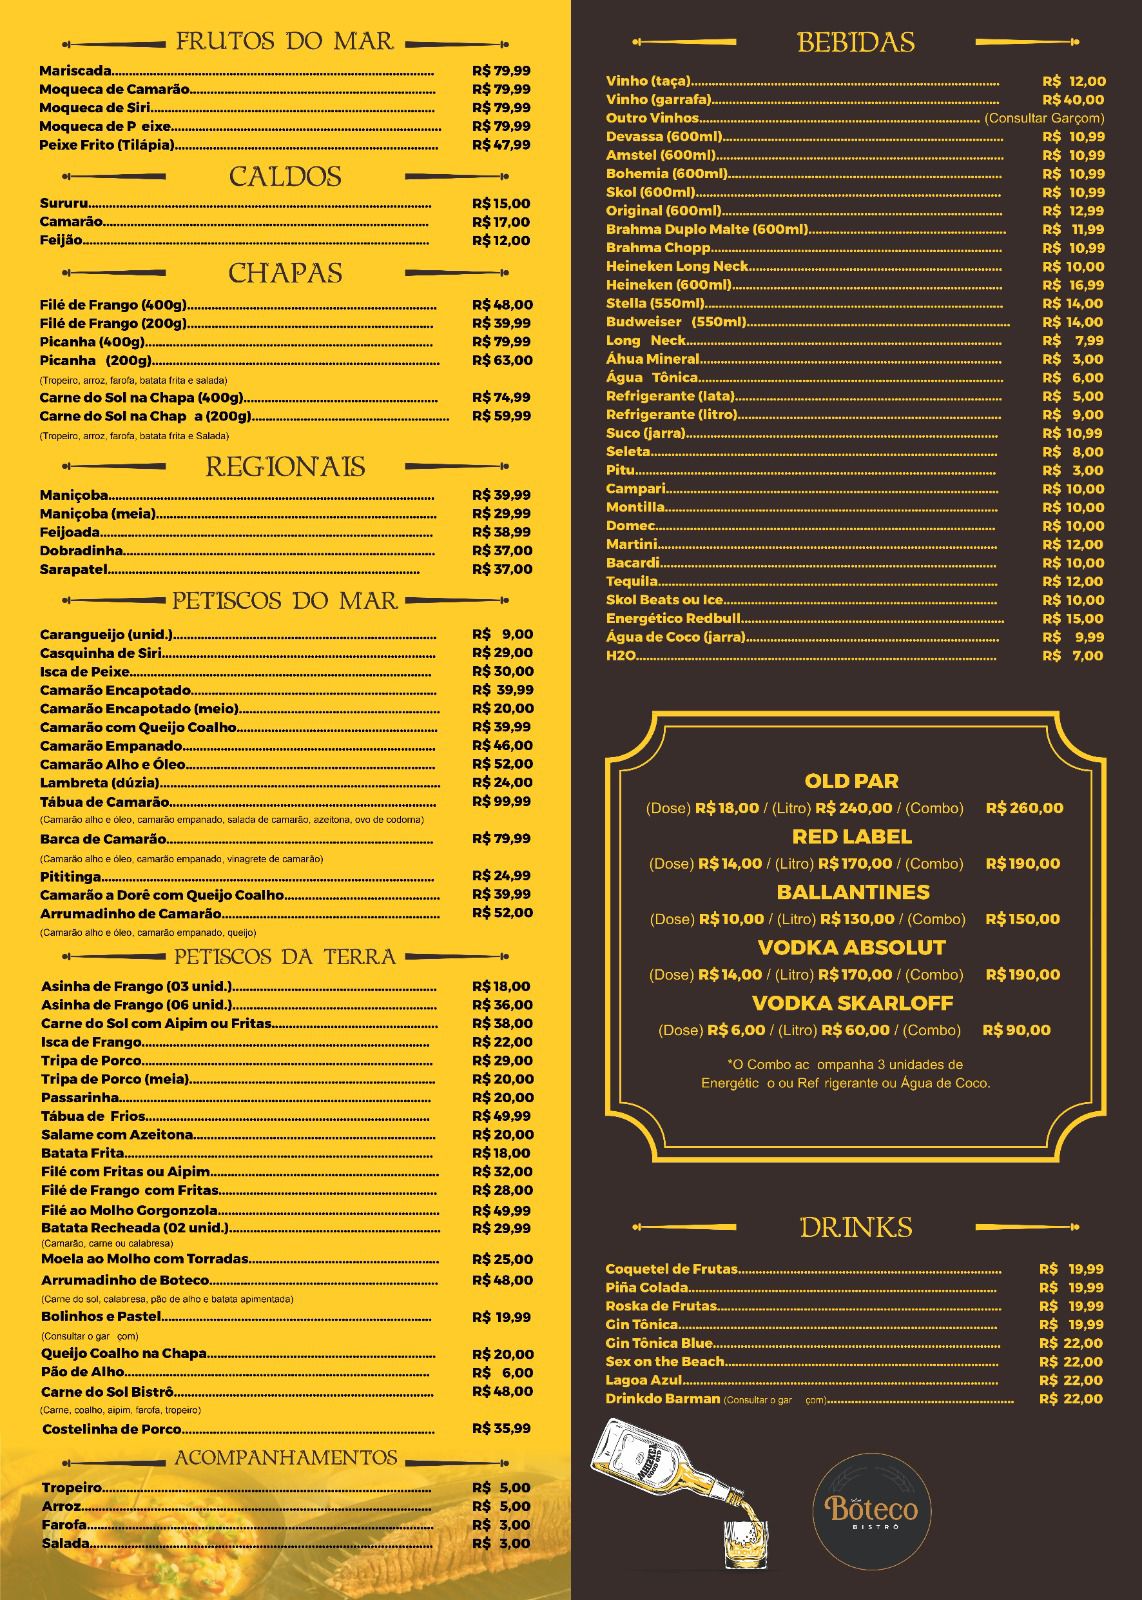 FRUTOS DO MAR
Mariscada R$ 79,99
Moqueca de Camarão R$ 79,99
Moqueca de Siri R$ 79,99
Moqueca de P eixe R$ 79,99
Peixe Frito (Tilápia) R$ 47,99
CALDOS
Sururu R$ 15,00
Camarão R$ 17,00
Feijão R$ 12,00
CHAPAS
Filé de Frango (400g) R$ 48,00
Filé de Frango (200g) R$ 39,99
Picanha (400g) R$ 79,99
Picanha (200g) R$ 63,00
(Tropeiro, arroz, farofa, batata frita e salada)
Carne do Sol na Chapa (400g) R$ 74,99
Carne do Sol na Chap a (200g) R$ 59,99
(Tropeiro, arroz, farofa, batata frita e Salada)
REGIONAIS
Maniçoba R$ 39,99
Maniçoba (meia) R$ 29,99
Feijoada R$ 38,99
Dobradinha R$ 37,00
Sarapatel R$ 37,00
PETISCOS DO MAR
Carangueijo (unid.) R$ 9,00
Casquinha de Siri R$ 29,00
Isca de Peixe R$ 30,00
Camarão Encapotado R$ 39,99
Camarão Encapotado (meio) R$ 20,00
Camarão com Queijo Coalho R$ 39,99
Camarão Empanado R$ 46,00
Camarão Alho e Óleo R$ 52,00
Lambreta (dúzia) R$ 24,00
Tábua de Camarão R$ 99,99
(Camarão alho e óleo, camarão empanado, salada de camarão, azeitona, ovo de codorna)
Barca de Camarão R$ 79,99
(Camarão alho e óleo, camarão empanado, vinagrete de camarão)
Pititinga R$ 24,99
Camarão a Dorê com Queijo Coalho R$ 39,99
Arrumadinho de Camarão R$ 52,00
(Camarão alho e óleo, camarão empanado, queijo)
PETISCOS DA TERRA
Asinha de Frango (03 unid.) R$ 18,00
Asinha de Frango (06 unid.) R$ 36,00
Carne do Sol com Aipim ou Fritas R$ 38,00
Isca de Frango R$ 22,00
Tripa de Porco R$ 29,00
Tripa de Porco (meia) R$ 20,00
Passarinha R$ 20,00
Tábua de Frios R$ 49,99
Salame com Azeitona R$ 20,00
Batata Frita R$ 18,00
Filé com Fritas ou Aipim R$ 32,00
Filé de Frango com Fritas R$ 28,00
Filé ao Molho Gorgonzola R$ 49,99
Batata Recheada (02 unid.) R$ 29,99
(Camarão, carne ou calabresa)
Moela ao Molho com Torradas R$ 25,00
Arrumadinho de Boteco R$ 48,00
(Carne do sol, calabresa, pão de alho e batata apimentada)
Bolinhos e Pastel R$ 19,99
(Consultar o gar çom)
Queijo Coalho na Chapa R$ 20,00
Pão de Alho R$ 6,00
Carne do Sol Bistrô R$ 48,00
(Carne, coalho, aipim, farofa, tropeiro)
Costelinha de Porco R$ 35,99
ACOMPANHAMENTOS
Tropeiro R$ 5,00
Arroz R$ 5,00
Farofa R$ 3,00
Salada R$ 3,00
BEBIDAS
Vinho (taça) R$ 12,00
Vinho (garrafa) R$ 40,00
Outro Vinhos (Consultar Garçom)
Devassa (600ml) R$ 10,99
Amstel (600ml) R$ 10,99
Bohemia (600ml) R$ 10,99
Skol (600ml) R$ 10,99
Original (600ml) R$ 12,99
Brahma Duplo Malte (600ml) R$ 11,99
Brahma Chopp R$ 10,99
Heineken Long Neck R$ 10,00
Heineken (600ml) R$ 16,99
Stella (550ml) R$ 14,00
Budweiser (550ml) R$ 14,00
Long Neck R$ 7,99
Áhua Mineral R$ 3,00
Água Tônica R$ 6,00
Refrigerante (lata) R$ 5,00
Refrigerante (litro) R$ 9,00
Suco (jarra) R$ 10,99
Seleta R$ 8,00
Pitu R$ 3,00
Campari R$ 10,00
Montilla R$ 10,00
Domec R$ 10,00
Martini R$ 12,00
Bacardi R$ 10,00
Tequila R$ 12,00
Skol Beats ou Ice R$ 10,00
Energético Redbull R$ 15,00
Água de Coco (jarra) R$ 9,99
H2O R$ 7,00
OLD PAR
(Dose) R$ 18,00 / (Litro) R$ 240,00 / (Combo) R$ 260,00
RED LABEL
(Dose) R$ 14,00 / (Litro) R$ 170,00 / (Combo) R$ 190,00
BALLANTINES
(Dose) R$ 10,00 / (Litro) R$ 130,00 / (Combo) R$ 150,00
VODKA ABSOLUT
(Dose) R$ 14,00 / (Litro) R$ 170,00 / (Combo) R$ 190,00
VODKA SKARLOFF
(Dose) R$ 6,00 / (Litro) R$ 60,00 / (Combo) R$ 90,00
*O Combo ac ompanha 3 unidades de
Energétic o ou Ref rigerante ou Água de Coco.
DRINKS
Coquetel de Frutas R$ 19,99
Piña Colada R$ 19,99
Roska de Frutas R$ 19,99
Gin Tônica R$ 19,99
Gin Tônica Blue R$ 22,00
Sex on the Beach R$ 22,00
Lagoa Azul R$ 22,00
Drinkdo Barman (Consultar o gar çom) R$ 22,00
Bōteco
BISTRÔ